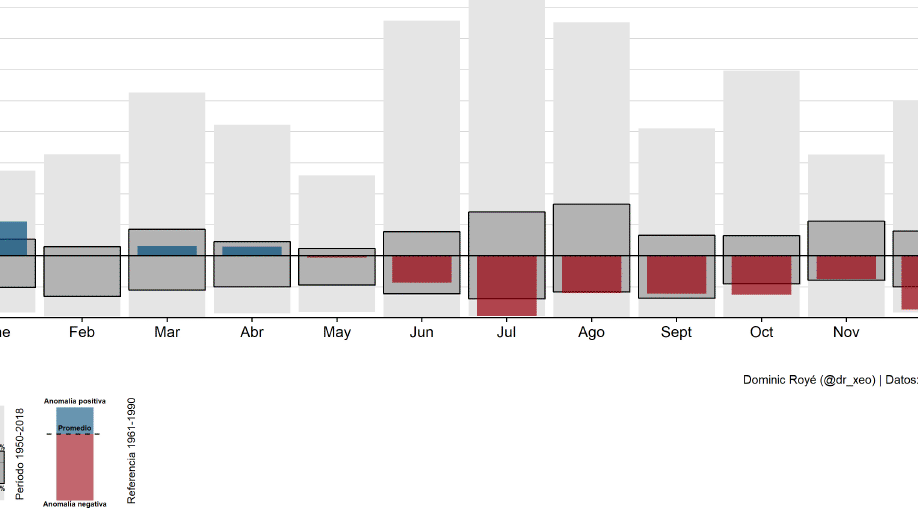 ne Feb Mar Abr May Jun Jul Ago Sept Oct Nov
Dominic Royé (@dr_xeo) | Datos:
Anomalia positiva
Promedio
Anomalia negativa
Periodo 1950-2018
Referencia 1961-1990